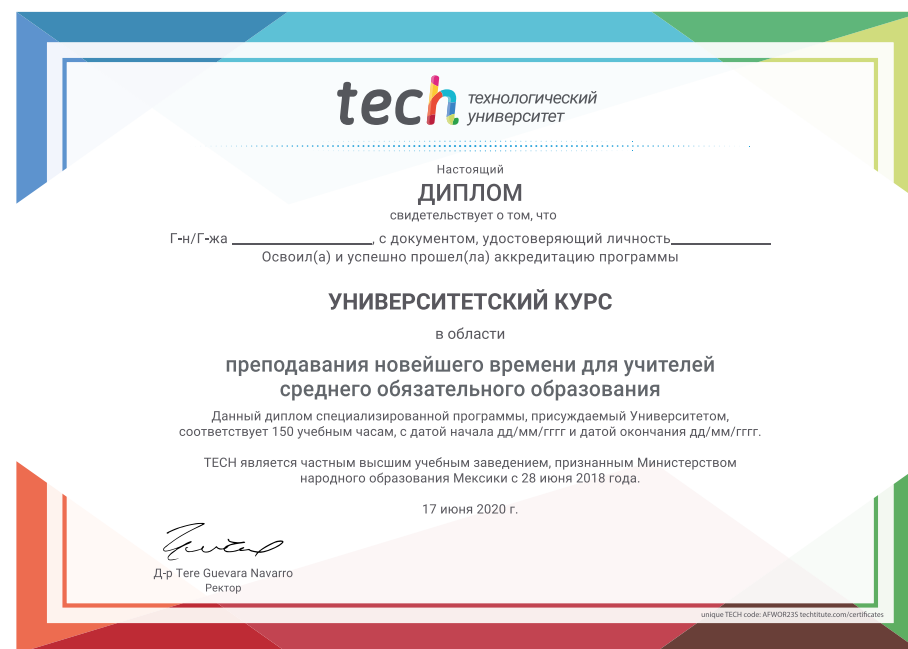 tech технологический
университет
Настоящий
ДИПЛОМ
свидетельствует о том, что
Г-н/Г-жа ____________________, с документом, удостоверяющий личность______________
Освоил(а) и успешно прошел(ла) аккредитацию программы
УНИВЕРСИТЕТСКИЙ КУРС
в области
преподавания новейшего времени для учителей
среднего обязательного образования
Данный диплом специализированной программы, присуждаемый Университетом,
соответствует 150 учебным часам, с датой начала дд/мм/гггг и датой окончания дд/мм/гггг.
TECH является частным высшим учебным заведением, признанным Министерством
народного образования Мексики с 28 июня 2018 года.
17 июня 2020 г.
Д-р Tere Guevara Navarro
Ректор
unique TECH code: AFWOR23S techtitute.com/certificates